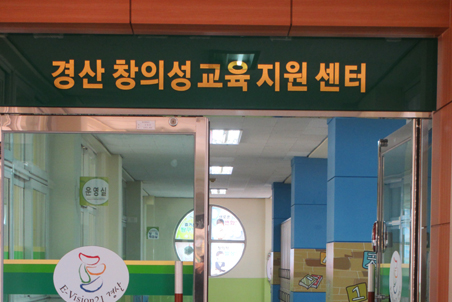 경산 창의성 교육 지원 센터
운영실
E-Vision21 경산